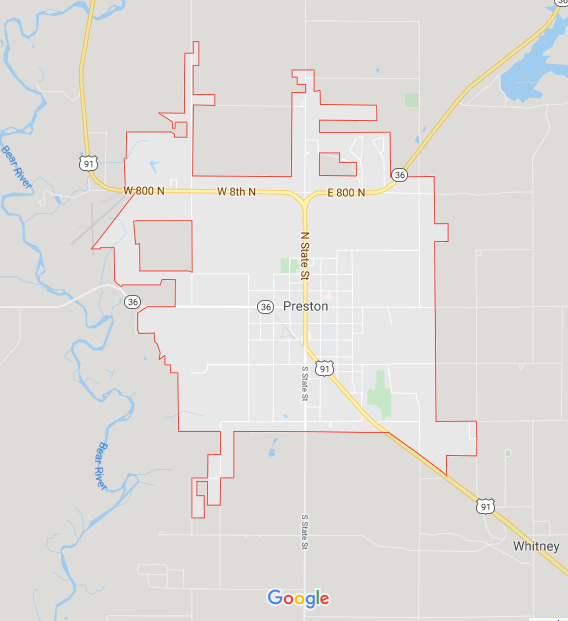 36
91
Bear River
W 800 N
W 8th N
E 800 N
36
N State St
36
36
Preston
91
S State St
Bear River
91
S State St
Whitney
Google